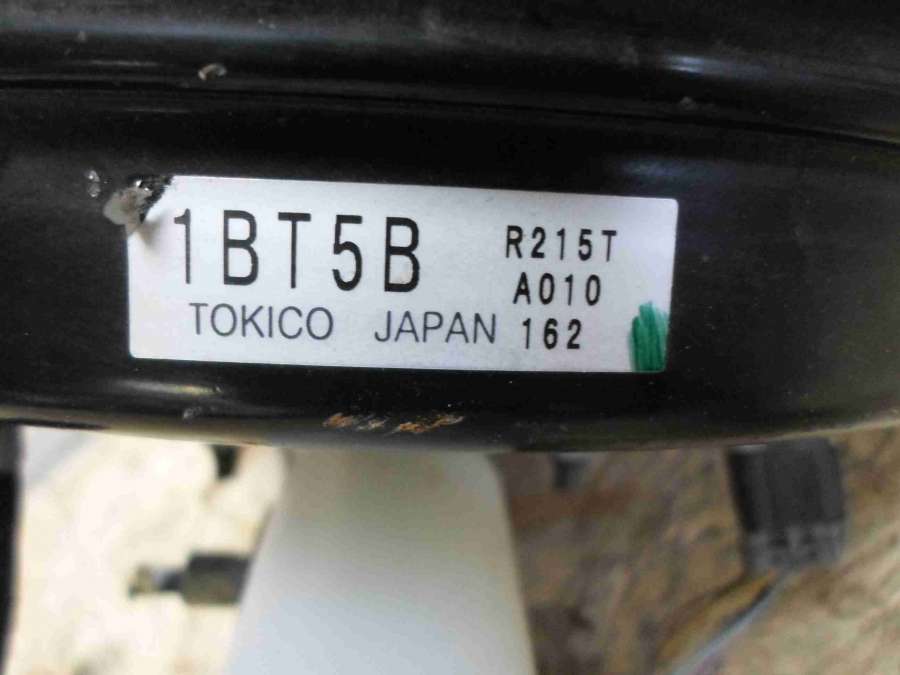 1BT5B
R215T
A010
TOKICO JAPAN
162